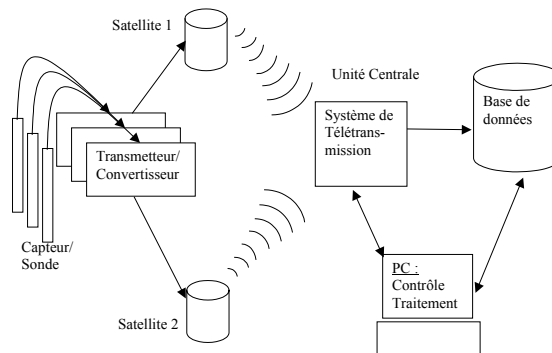 Satellite 1
Unité Centrale
Système de
Télétrans-
mission
Base de
données
Transmetteur/
Convertisseur
Capteur/
Sonde
PC :
Contrôle
Traitement
Satellite 2